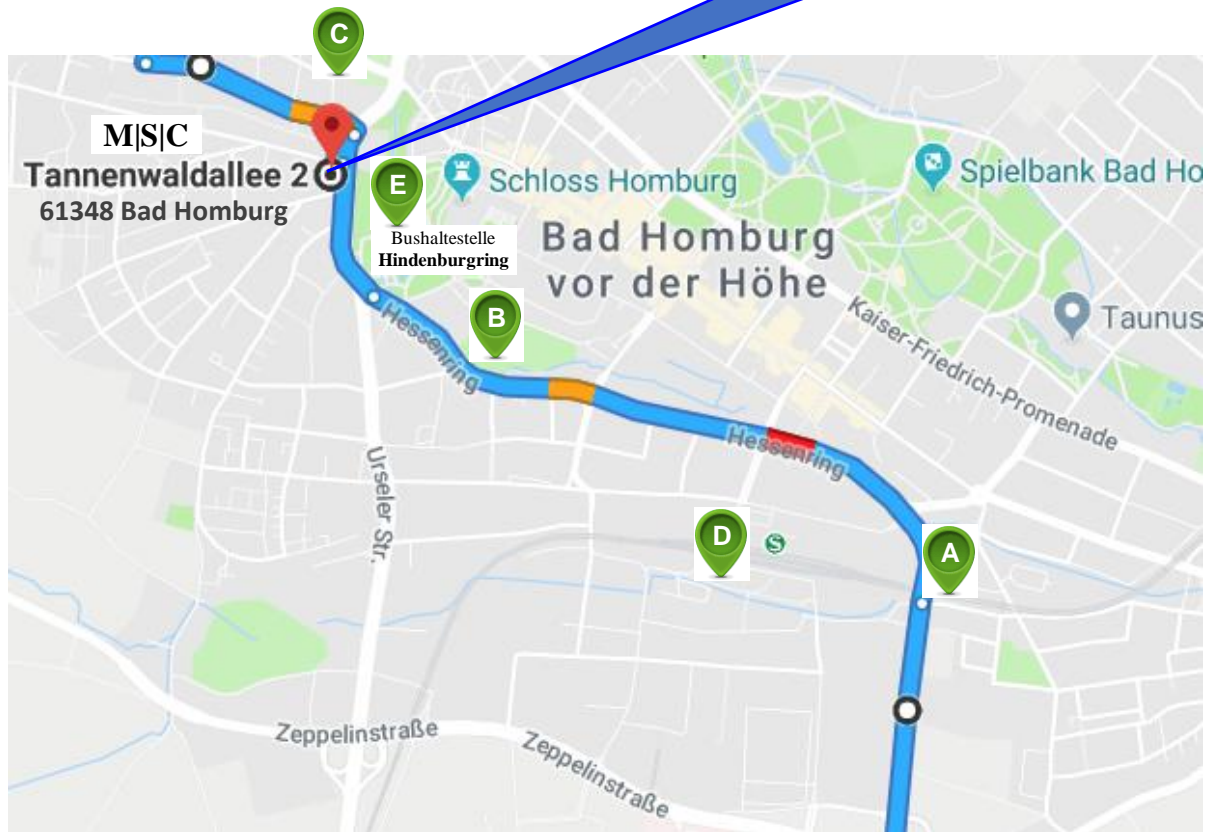 C
M|S|C
Tannenwaldallee 2
61348 Bad Homburg
E
Schloss Homburg
Spielbank Bad Ho
Bushaltestelle
Hindenburgring
Bad Homburg
vor der Höhe
B
Hessenring
Kaiser-Friedrich-Promenade
Taunus
Hessenring
Urseler Str.
D
S
A
Zeppelinstraße
Zeppelinstraße